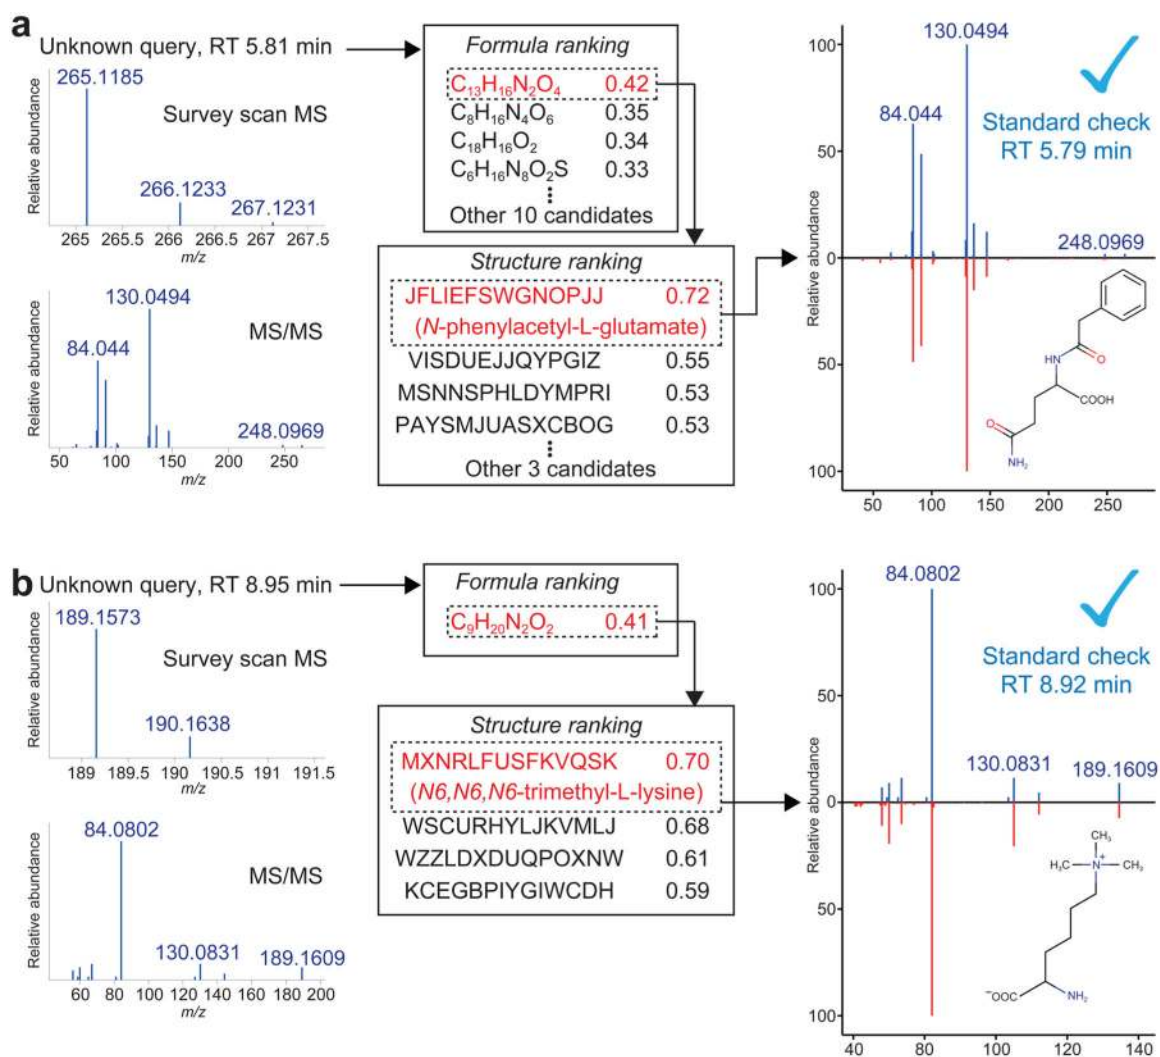 a
Unknown query, RT 5.81 min
265.1185
Survey scan MS
266.1233
267.1231
Relative abundance
265 265.5 266 266.5 267 267.5
m/z
130.0494
MS/MS
84.044
248.0969
Relative abundance
50 100 150 200 250
m/z
Formula ranking
C13H16N2O4 0.42
C8H16N4O6 0.35
C18H16O2 0.34
C6H16N8O2S 0.33
Other 10 candidates
Structure ranking
JFLIEFSWGNOPJJ 0.72
(N-phenylacetyl-L-glutamate)
VISDUEJJQYPGIZ 0.55
MSNNSPHLDYMPRI 0.53
PAYSMJUASXCBOG 0.53
Other 3 candidates
130.0494
100
84.044
Standard check
RT 5.79 min
50
248.0969
0
Relative abundance
50
100
HN
O
COOH
O
NH2
50 100 150 200 250
b
Unknown query, RT 8.95 min
189.1573
Survey scan MS
190.1638
Relative abundance
189 189.5 190 190.5 191 191.5
m/z
84.0802
MS/MS
130.0831
189.1609
Relative abundance
60 80 100 120 140 160 180 200
m/z
Formula ranking
C9H20N2O2 0.41
Structure ranking
MXNRLFUSFKVQSK 0.70
(N6,N6,N6-trimethyl-L-lysine)
WSCURHYLJKVMLJ 0.68
WZZLDXDUQPOXNW 0.61
KCEGBPIYGIWCDH 0.59
84.0802
100
Standard check
RT 8.92 min
50
130.0831
189.1609
0
Relative abundance
50
100
CH3
H3C N+ CH3
-OOC
NH2
40 60 80 100 120 140